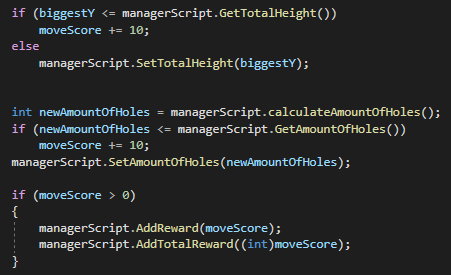 if (biggestY <= managerScript.GetTotalHeight())
    moveScore += 10;
else
    managerScript.SetTotalHeight(biggestY);

int newAmountOfHoles = managerScript.calculateAmountOfHoles();
if (newAmountOfHoles <= managerScript.GetAmountOfHoles())
    moveScore += 10;
managerScript.SetAmountOfHoles(newAmountOfHoles);

if (moveScore > 0)
{
    managerScript.AddReward(moveScore);
    managerScript.AddTotalReward((int)moveScore);
}